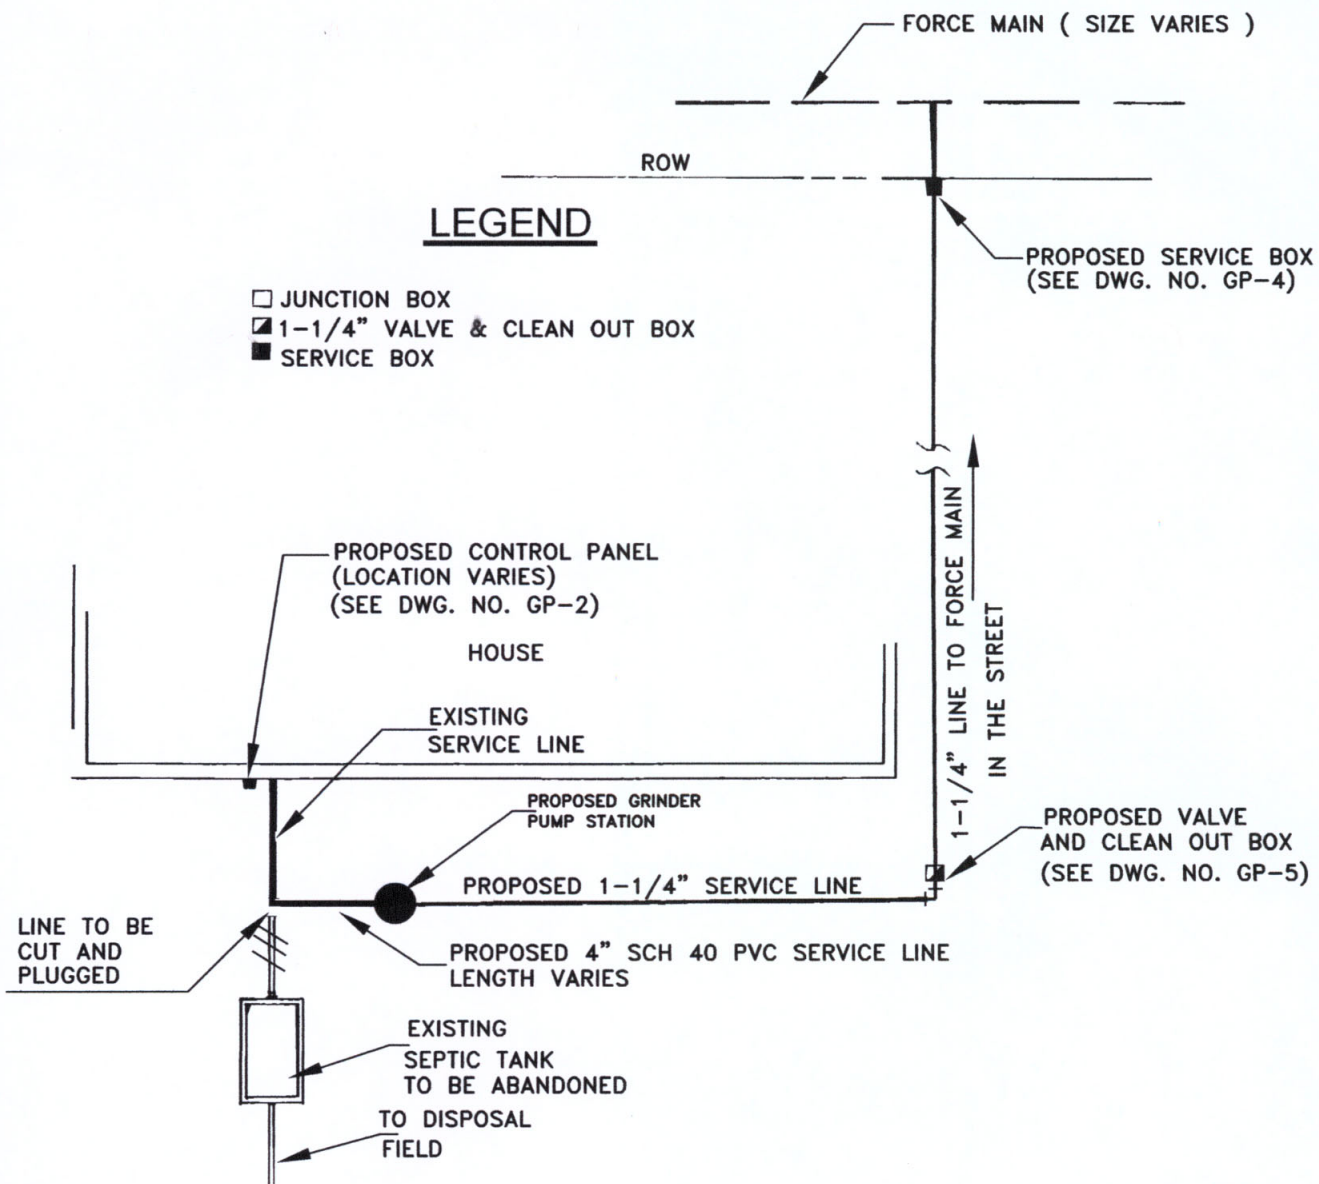 FORCE MAIN ( SIZE VARIES )
ROW
LEGEND
PROPOSED SERVICE BOX
(SEE DWG. NO. GP-4)
JUNCTION BOX
1-1/4" VALVE & CLEAN OUT BOX
SERVICE BOX
1-1/4" LINE TO FORCE MAIN
IN THE STREET
PROPOSED CONTROL PANEL
(LOCATION VARIES)
(SEE DWG. NO. GP-2)
HOUSE
EXISTING
SERVICE LINE
PROPOSED GRINDER
PUMP STATION
PROPOSED VALVE
AND CLEAN OUT BOX
(SEE DWG. NO. GP-5)
PROPOSED 1-1/4" SERVICE LINE
LINE TO BE
CUT AND
PLUGGED
PROPOSED 4" SCH 40 PVC SERVICE LINE
LENGTH VARIES
EXISTING
SEPTIC TANK
TO BE ABANDONED
TO DISPOSAL
FIELD